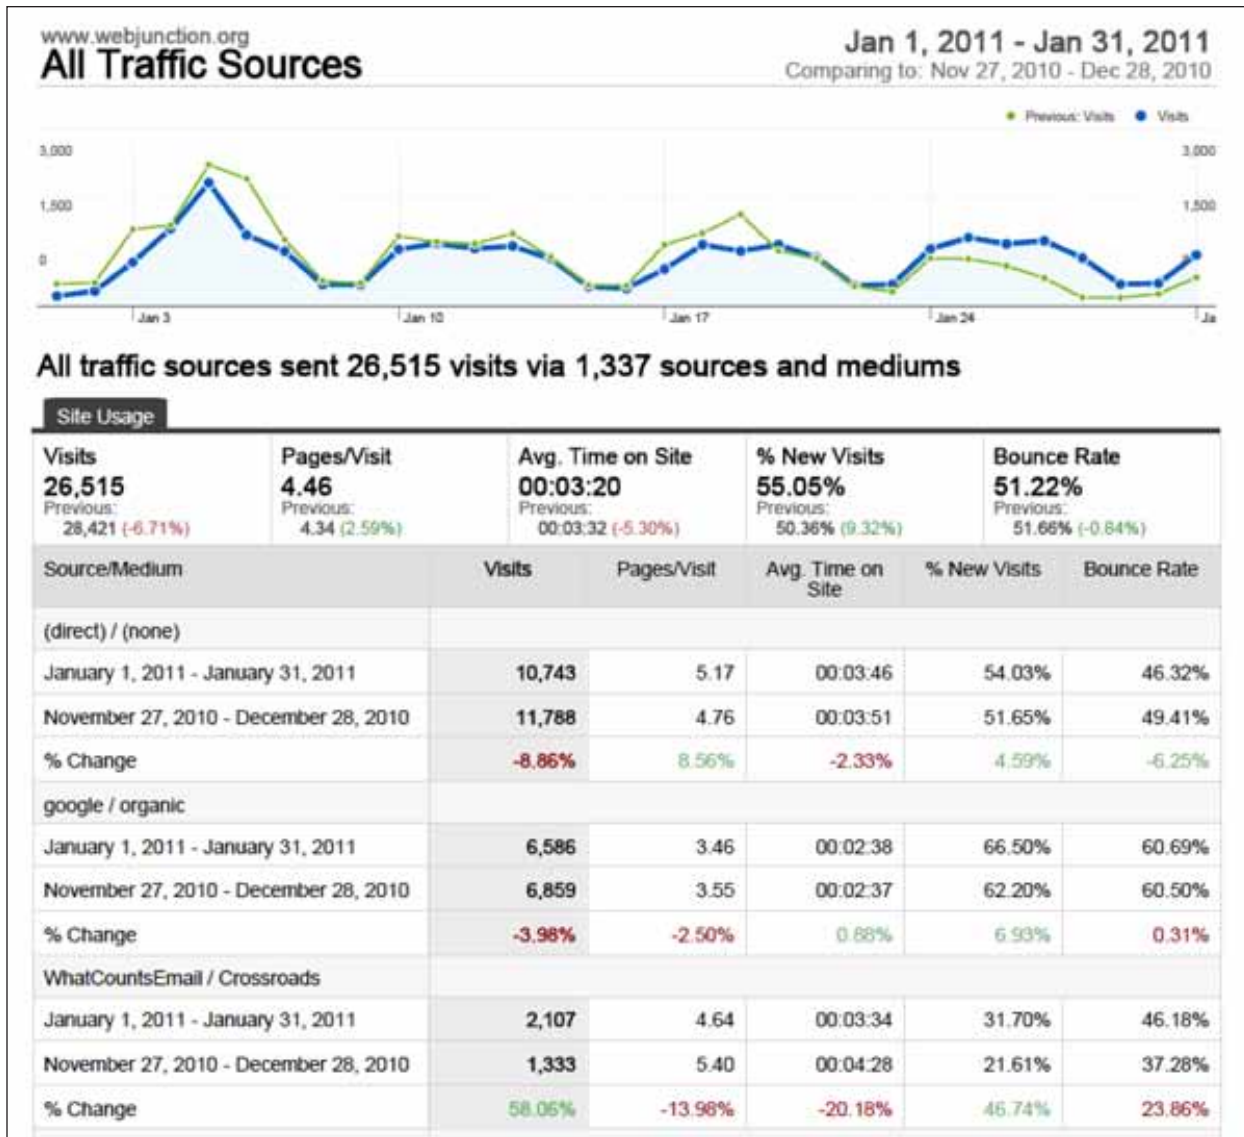 www.webjunction.org
All Traffic Sources
Jan 1, 2011 - Jan 31, 2011
Comparing to: Nov 27, 2010 - Dec 28, 2010
Previous: Visits Visits
3,000 3,000
1,500 1,500
0
Jan 3 Jan 10 Jan 17 Jan 24 Ja
All traffic sources sent 26,515 visits via 1,337 sources and mediums
Site Usage
Visits Pages/Visit Avg. Time on Site % New Visits Bounce Rate
26,515 4.46 00:03:20 55.05% 51.22%
Previous: Previous: Previous: Previous: Previous:
28,421 (-6.71%) 4.34 (2.59%) 00:03:32 (-5.30%) 50.36% (9.32%) 51.66% (-0.84%)
Source/Medium Visits Pages/Visit Avg. Time on Site % New Visits Bounce Rate
(direct) / (none)
January 1, 2011 - January 31, 2011 10,743 5.17 00:03:46 54.03% 46.32%
November 27, 2010 - December 28, 2010 11,788 4.76 00:03:51 51.65% 49.41%
% Change -8.86% 8.56% -2.33% 4.59% -6.25%
google / organic
January 1, 2011 - January 31, 2011 6,586 3.46 00:02:38 66.50% 60.69%
November 27, 2010 - December 28, 2010 6,859 3.55 00:02:37 62.20% 60.50%
% Change -3.98% -2.50% 0.88% 6.93% 0.31%
WhatCountsEmail / Crossroads
January 1, 2011 - January 31, 2011 2,107 4.64 00:03:34 31.70% 46.18%
November 27, 2010 - December 28, 2010 1,333 5.40 00:04:28 21.61% 37.28%
% Change 58.06% -13.98% -20.18% 46.74% 23.86%